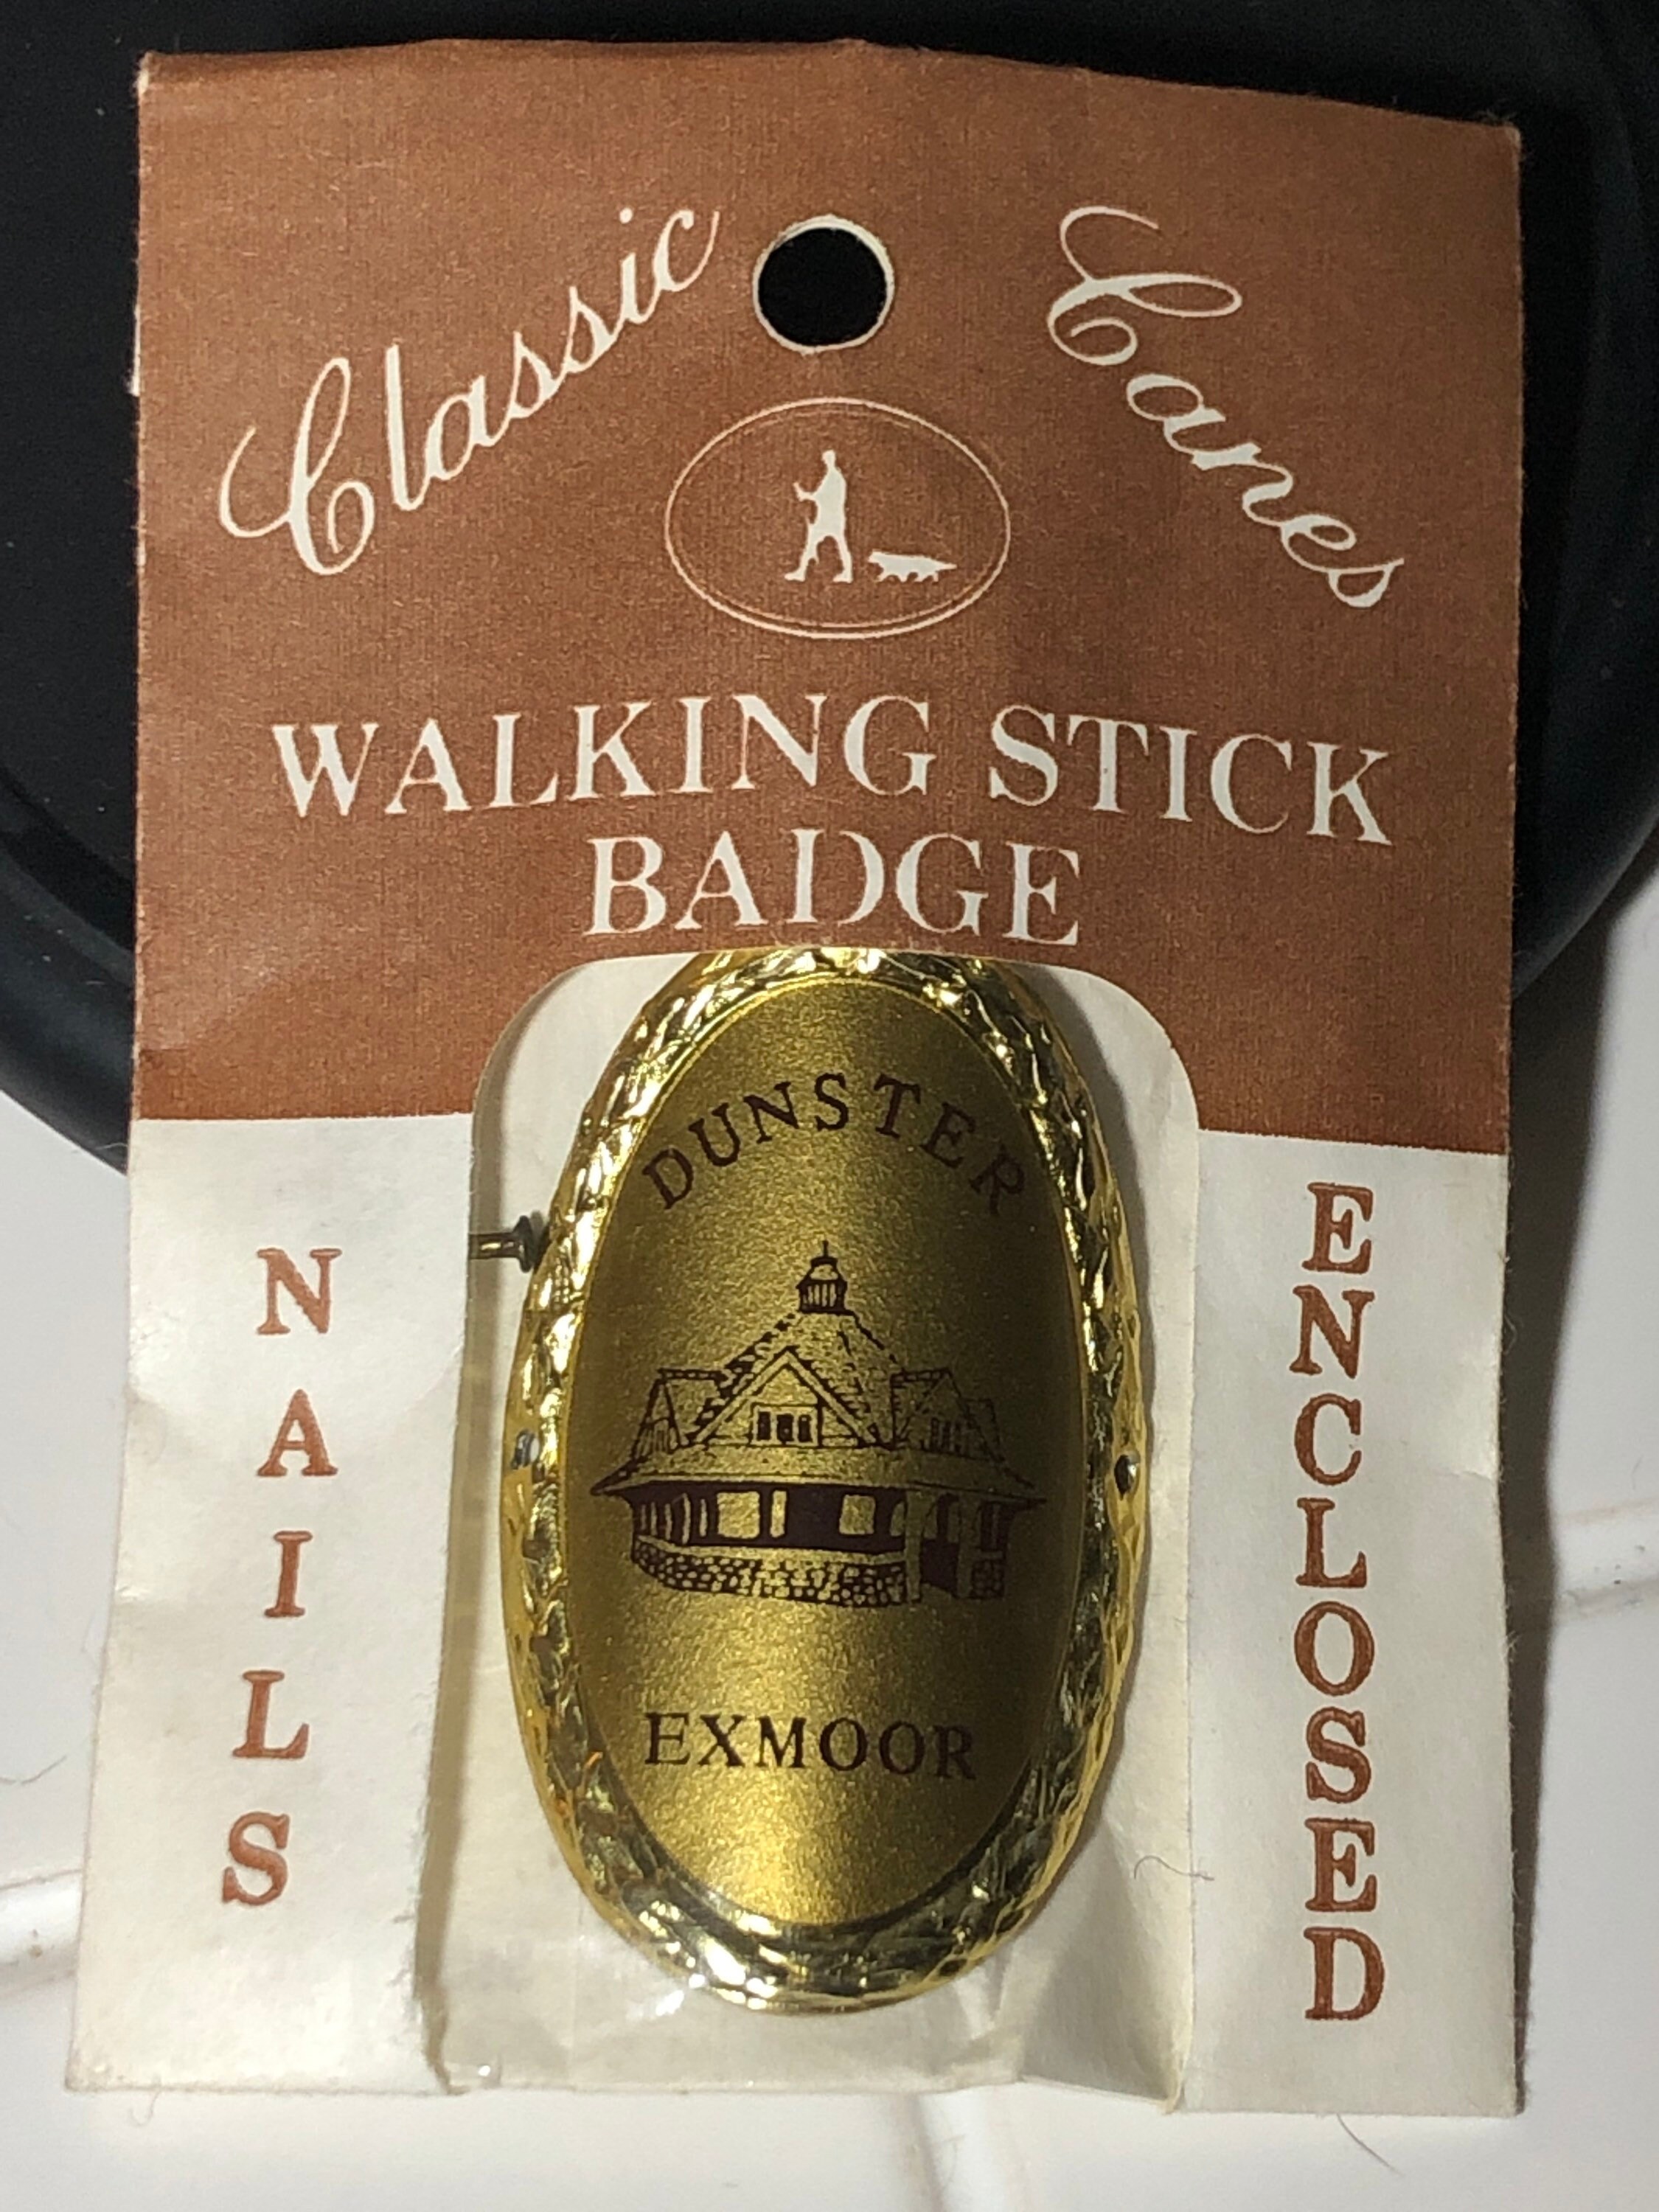 Classic Canes
WALKING STICK
BADGE
DUNSTER
EXMOOR
NAILS
ENCLOSED